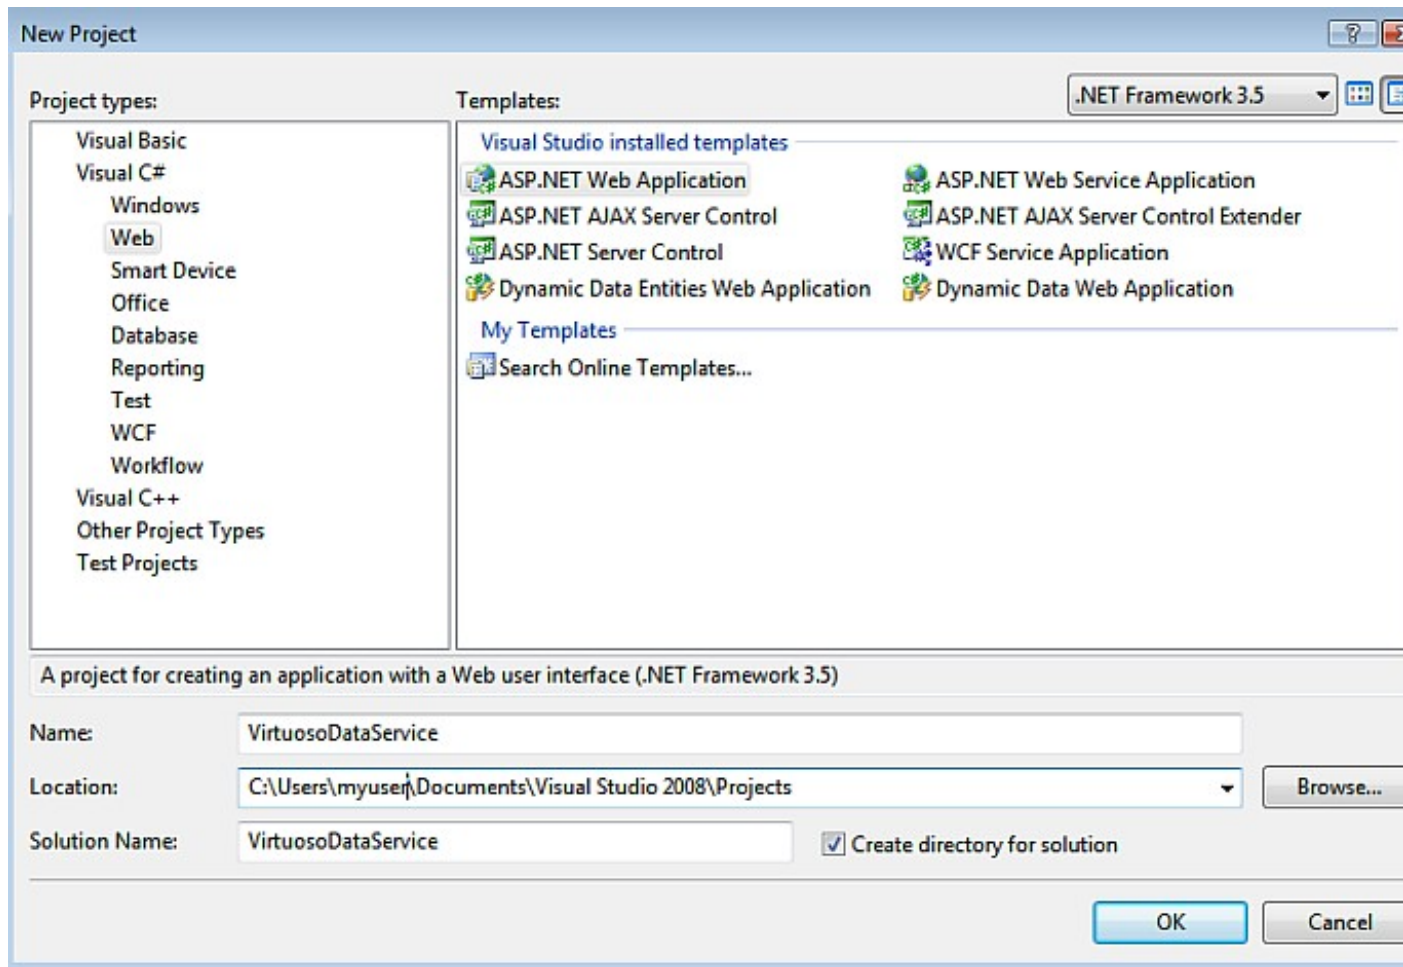 New Project
Project types:
Templates:
.NET Framework 3.5
Visual Basic
Visual C#
Windows
Web
Smart Device
Office
Database
Reporting
Test
WCF
Workflow
Visual C++
Other Project Types
Test Projects
Visual Studio installed templates
ASP.NET Web Application
ASP.NET Web Service Application
ASP.NET AJAX Server Control
ASP.NET AJAX Server Control Extender
ASP.NET Server Control
WCF Service Application
Dynamic Data Entities Web Application
Dynamic Data Web Application
My Templates
Search Online Templates...
A project for creating an application with a Web user interface (.NET Framework 3.5)
Name:
VirtuosoDataService
Location:
C:\Users\myuser\Documents\Visual Studio 2008\Projects
Browse...
Solution Name:
VirtuosoDataService
Create directory for solution
OK
Cancel